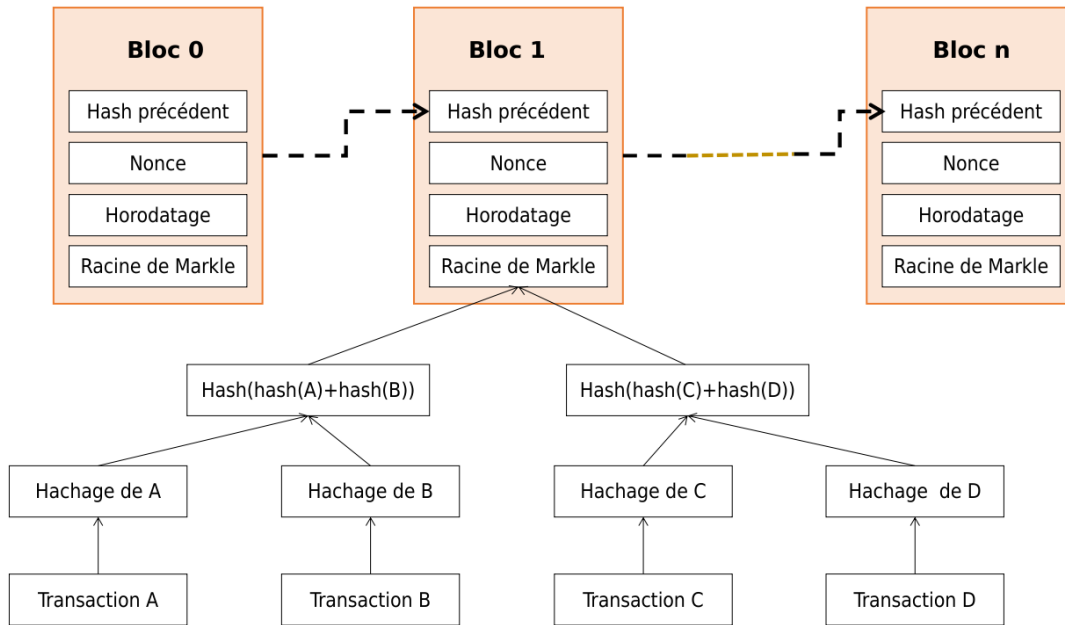 Bloc 0
Bloc 1
Bloc n
Hash précédent
Hash précédent
Hash précédent
Nonce
Nonce
Nonce
Horodatage
Horodatage
Horodatage
Racine de Markle
Racine de Markle
Racine de Markle
Hash(hash(A)+hash(B))
Hash(hash(C)+hash(D))
Hachage de A
Hachage de B
Hachage de C
Hachage de D
Transaction A
Transaction B
Transaction C
Transaction D